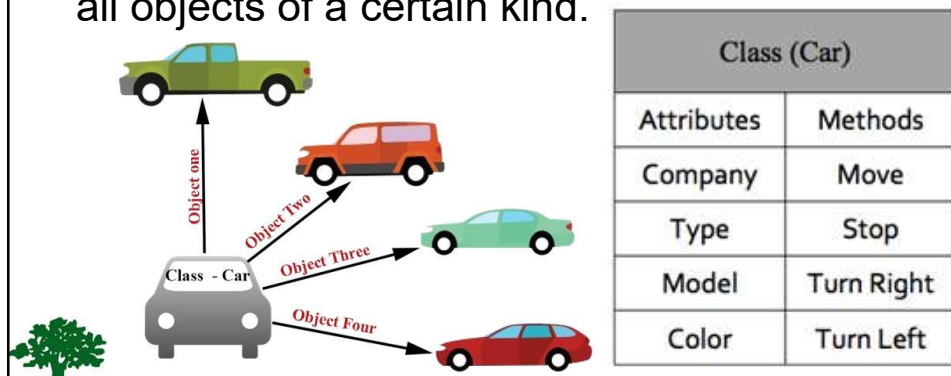 all objects of a certain kind.
Object one
Object Two
Object Three
Object Four
Class - Car
Class (Car)
Attributes Methods
Company Move
Type Stop
Model Turn Right
Color Turn Left